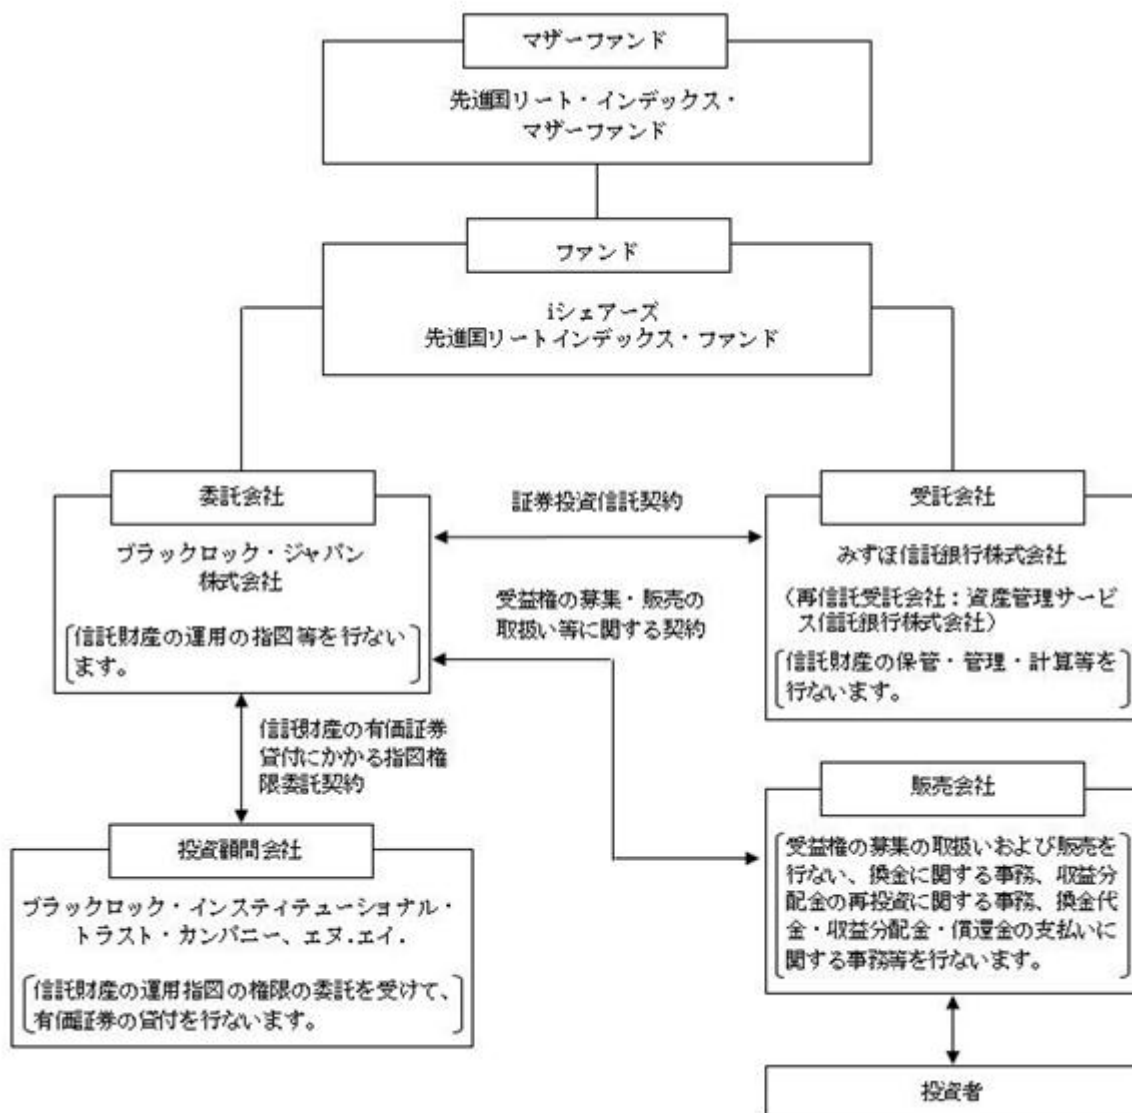 マザーファンド
先進国リート・インデックス・
マザーファンド
ファンド
iシェアーズ
先進国リートインデックス・ファンド
委託会社
ブラックロック・ジャパン
株式会社
信託財産の運用の指図等を行ない
ます。
証券投資信託契約
受益権の募集・販売の
取扱い等に関する契約
受託会社
みずほ信託銀行株式会社
(再信託受託会社:資産管理サービ
ス信託銀行株式会社)
信託財産の保管・管理・計算等を
行ないます。
信託財産の有価証券
貸付にかかる指図権
限委託契約
投資顧問会社
ブラックロック・インスティテューショナル・
トラスト・カンパニー、エヌ.エイ.
信託財産の運用指図の権限の委託を受けて、
有価証券の貸付を行ないます。
販売会社
受益権の募集の取扱いおよび販売を
行ない、換金に関する事務、収益分
配金の再投資に関する事務、換金代
金・収益分配金・償還金の支払いに
関する事務等を行ないます。
投資者